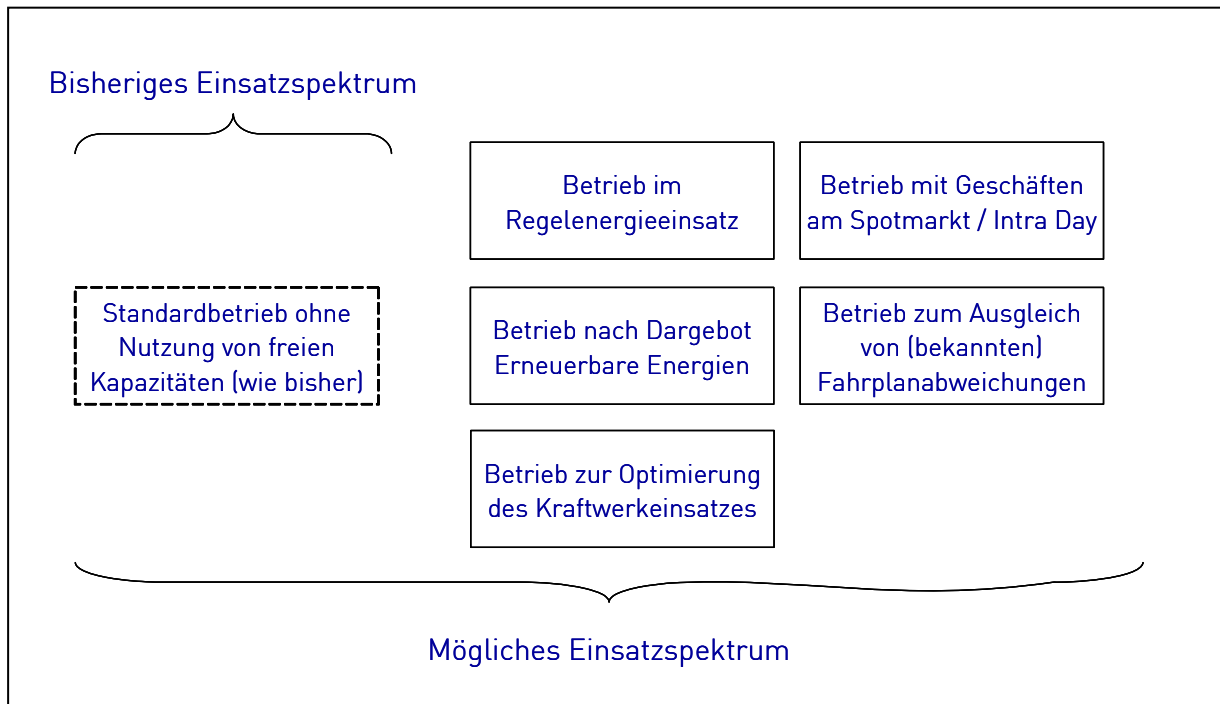 Bisheriges Einsatzspektrum
Betrieb im
Regelenergieeinsatz
Betrieb mit Geschäften
am Spotmarkt / Intra Day
Standardbetrieb ohne
Nutzung von freien
Kapazitäten (wie bisher)
Betrieb nach Dargebot
Erneuerbare Energien
Betrieb zum Ausgleich
von (bekannten)
Fahrplanabweichungen
Betrieb zur Optimierung
des Kraftwerkeinsatzes
Mögliches Einsatzspektrum